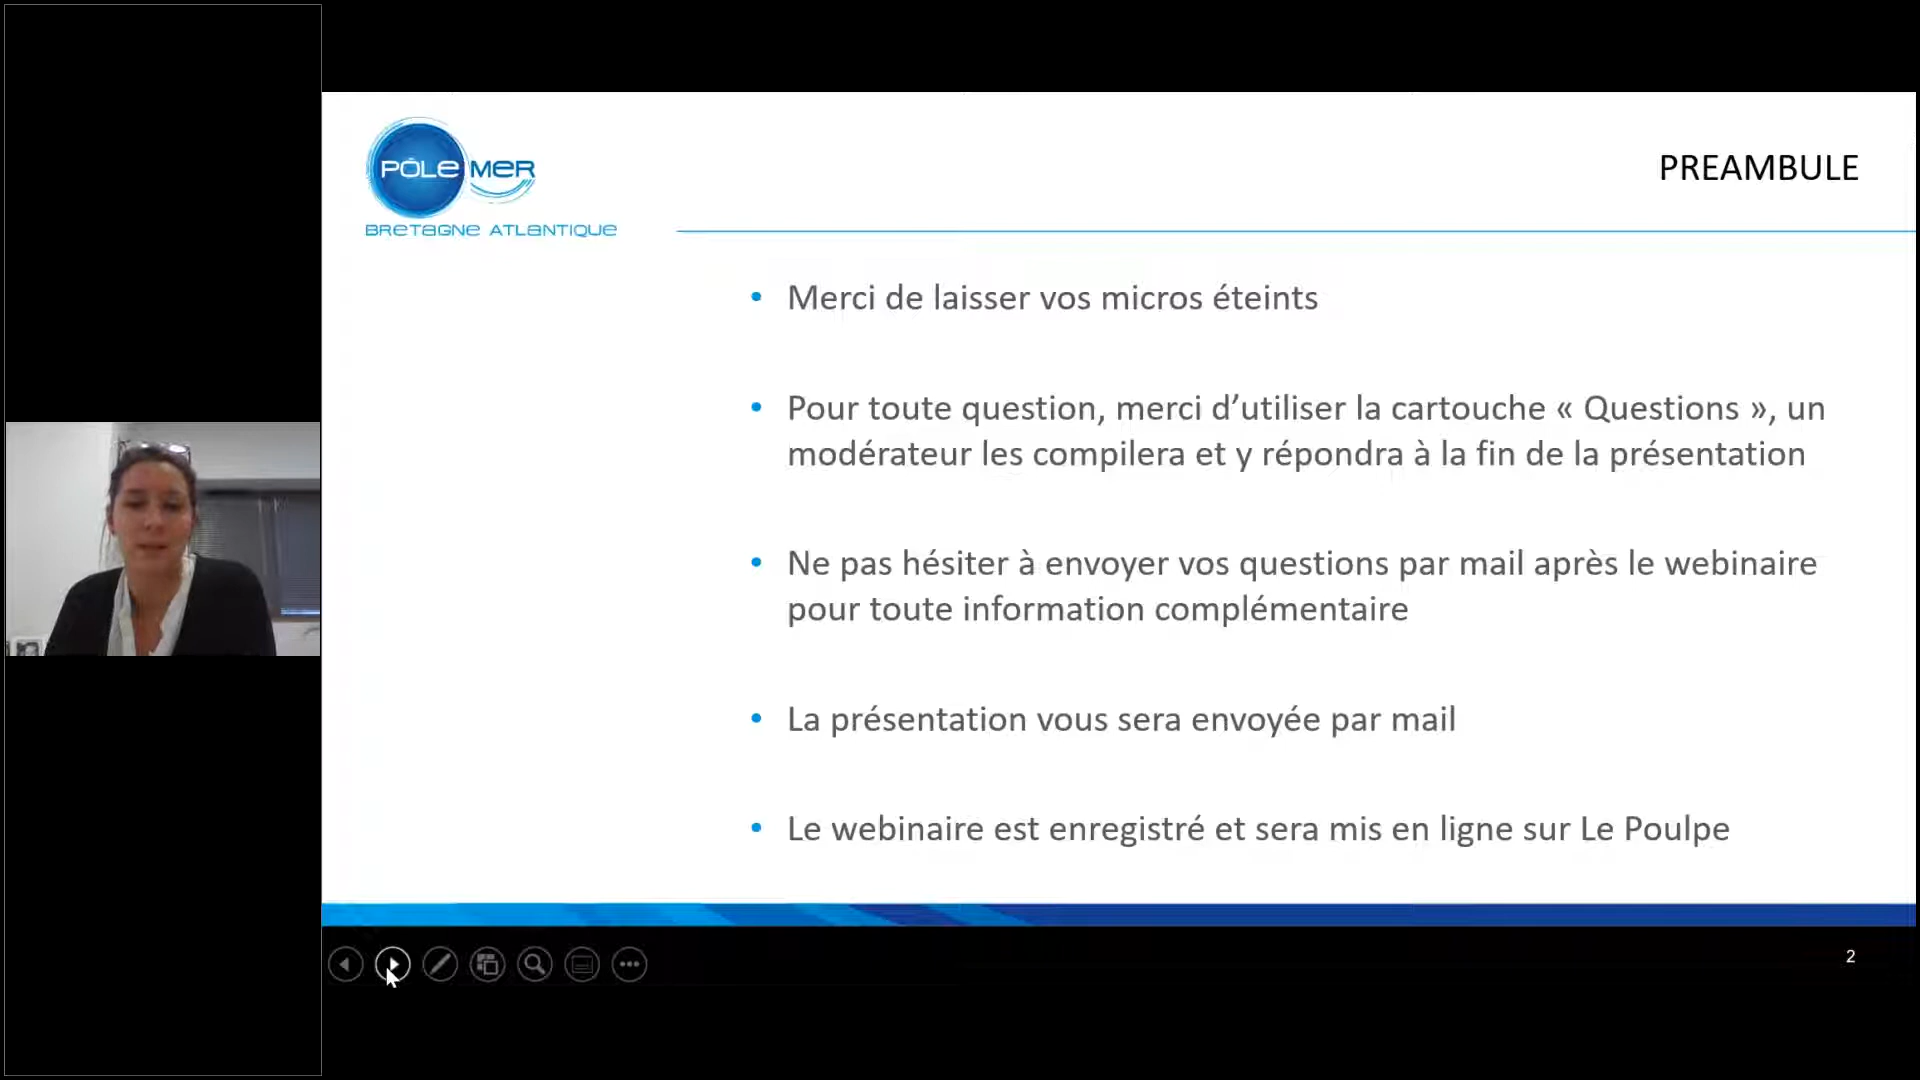 PÔLE MER
BRETAGNE ATLANTIQUE
PREAMBULE
• Merci de laisser vos micros éteints
• Pour toute question, merci d’utiliser la cartouche « Questions », un
modérateur les compilera et y répondra à la fin de la présentation
• Ne pas hésiter à envoyer vos questions par mail après le webinaire
pour toute information complémentaire
• La présentation vous sera envoyée par mail
• Le webinaire est enregistré et sera mis en ligne sur Le Poulpe
2